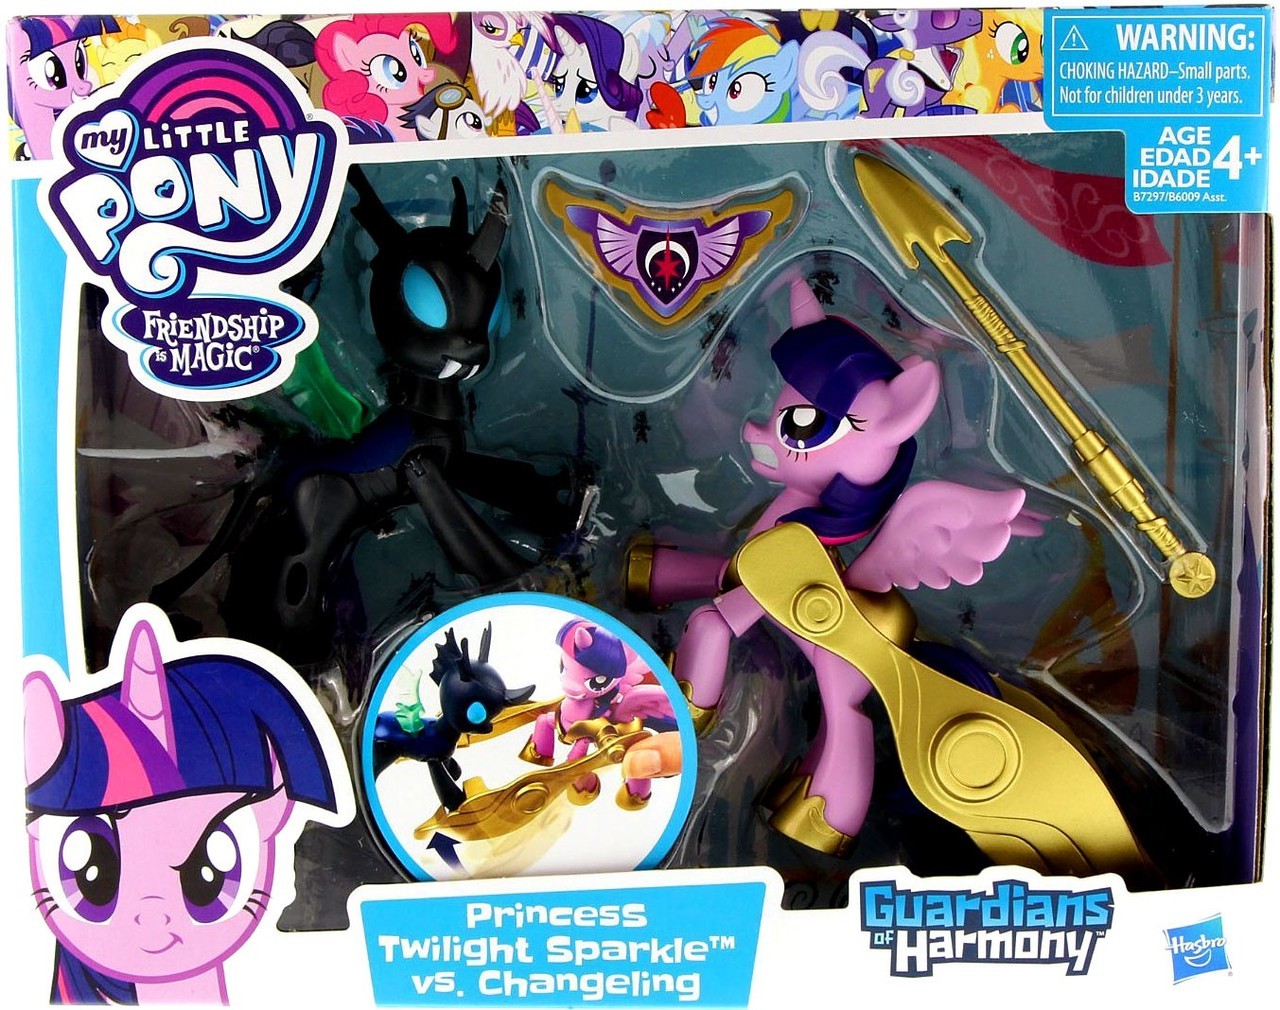 my LiTTLE
PONY
FRiENDSHiP
is MAGiC®
WARNING:
CHOKING HAZARD–Small parts.
Not for children under 3 years.
AGE
EDAD 4+
IDADE
B7297/B6009 Asst.
Princess
Twilight Sparkle™
vs. Changeling
Guardians
of Harmony™
Hasbro